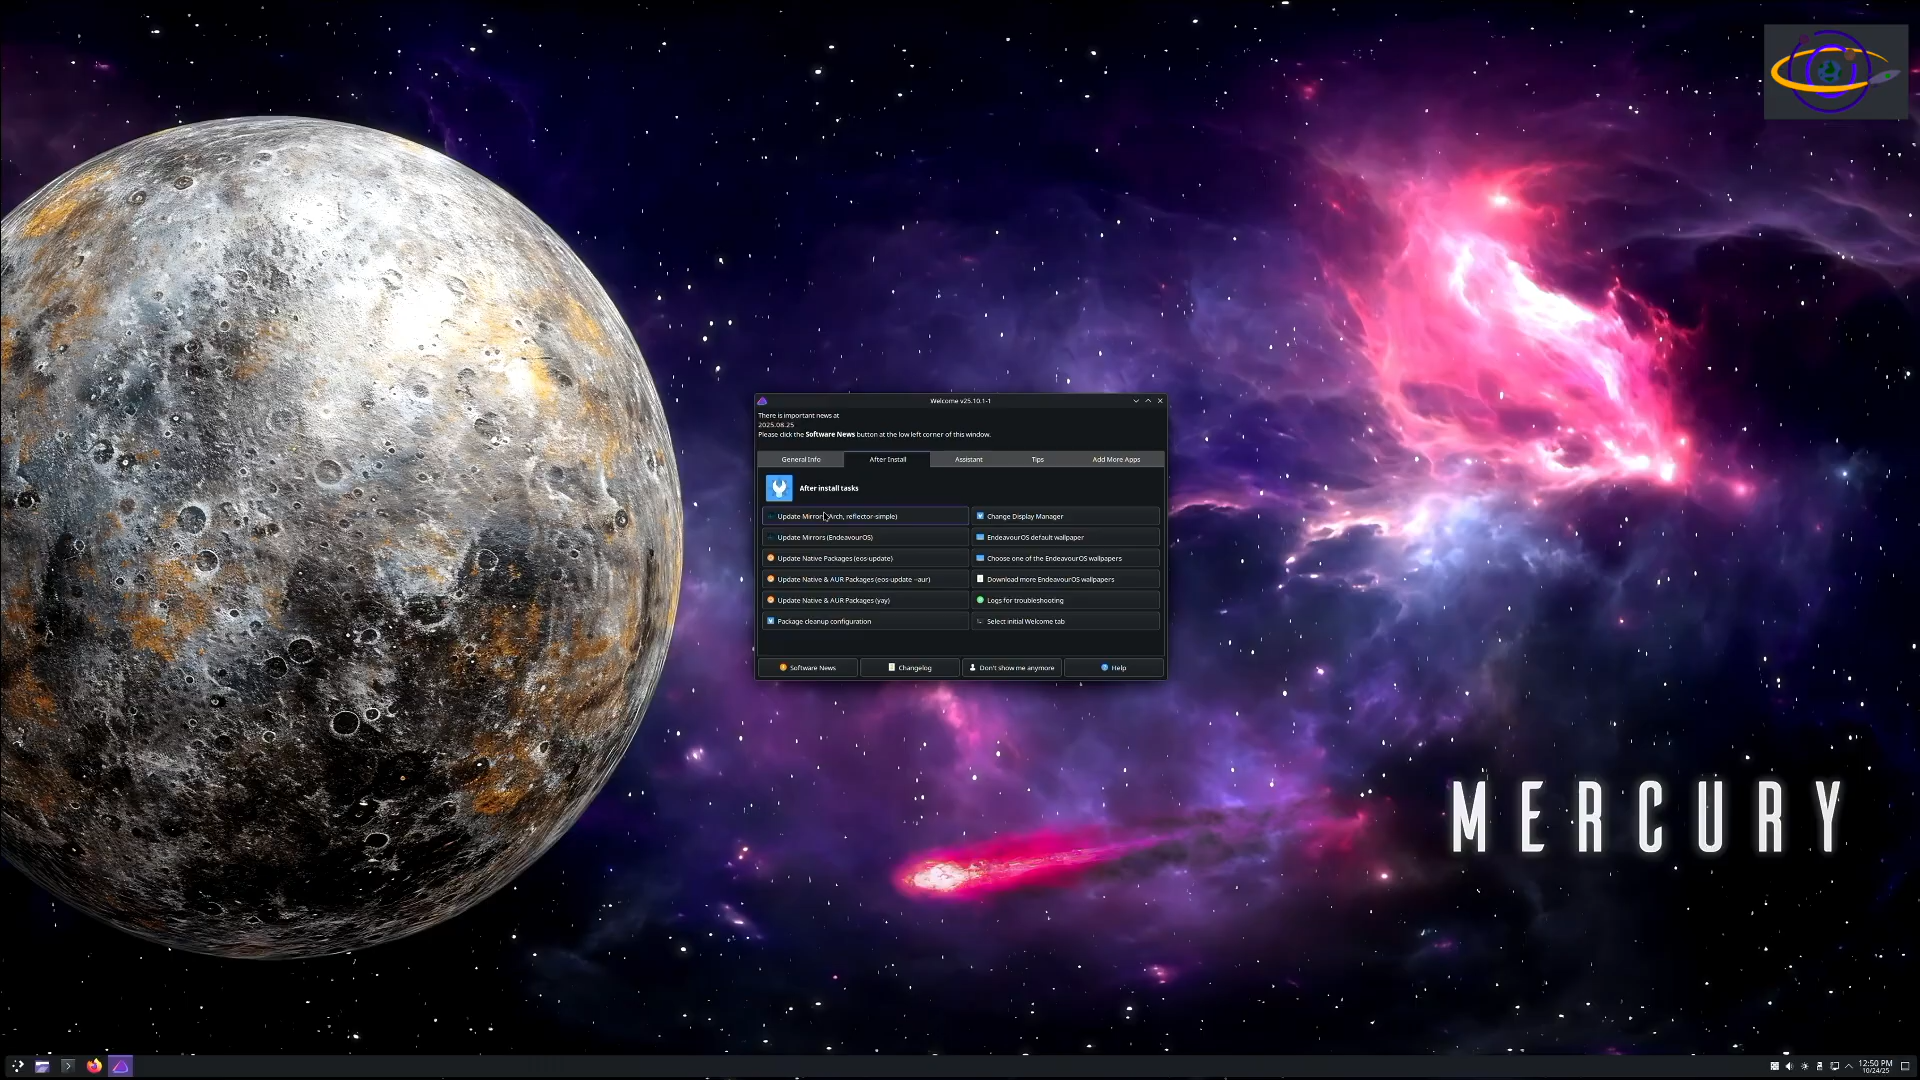 Welcome v25.10.1-1
There is important news at
2025.08.25
Please click the Software News button at the low left corner of this window.
General Info
After Install
Assistant
Tips
Add More Apps
After install tasks
Update Mirrors (Arch, reflector-simple)
Change Display Manager
Update Mirrors (EndeavourOS)
EndeavourOS default wallpaper
Update Native Packages (eos-update)
Choose one of the EndeavourOS wallpapers
Update Native & AUR Packages (eos-update --aur)
Download more EndeavourOS wallpapers
Update Native & AUR Packages (yay)
Logs for troubleshooting
Package cleanup configuration
Select initial Welcome tab
Software News
Changelog
Don't show me anymore
Help
MERCURY
12:50 PM
10/24/25